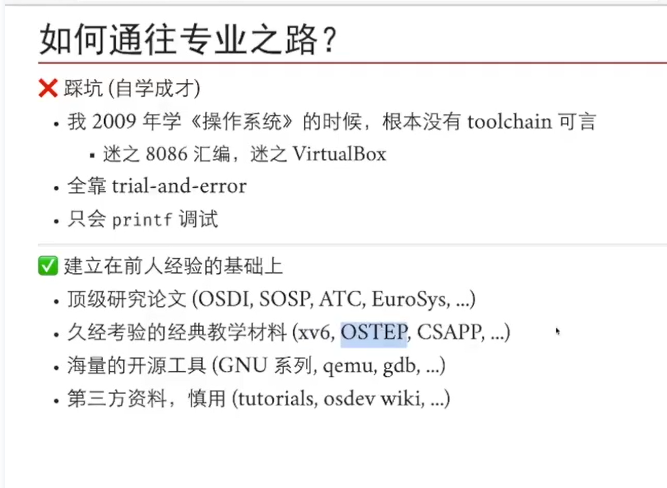 如何通往专业之路？
❌ 踩坑 (自学成才)
• 我 2009 年学《操作系统》的时候，根本没有 toolchain 可言
▪ 迷之 8086 汇编，迷之 VirtualBox
• 全靠 trial-and-error
• 只会 printf 调试
✅ 建立在前人经验的基础上
• 顶级研究论文 (OSDI, SOSP, ATC, EuroSys, ...)
• 久经考验的经典教学材料 (xv6, OSTEP, CSAPP, ...)
• 海量的开源工具 (GNU 系列, qemu, gdb, ...)
• 第三方资料，慎用 (tutorials, osdev wiki, ...)